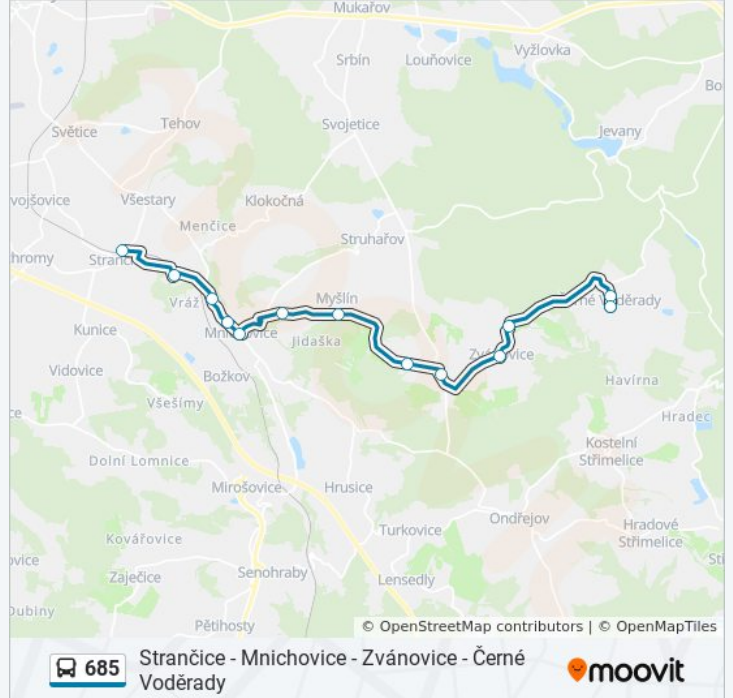 Mukařov
Srbín
Louňovice
Vyžlovka
Tehov
Světice
Svojetice
Jevany
Všestary
Klokočná
Menčice
Struhařov
Vráž
Myšlín
Mnichovice
Jidaška
Kunice
Zvánovice
Vidovice
Božkov
Havírna
Všešímy
Hradec
Kostelní
Střimelice
Dolní Lomnice
Mirošovice
Hrusice
Ondřejov
Turkovice
Hradové
Střimelice
Kovářovice
Zaječice
Senohraby
Lensedly
Pětihosty
© OpenStreetMap contributors | © OpenMapTiles
685
Strančice - Mnichovice - Zvánovice - Černé
Voděrady
moovit